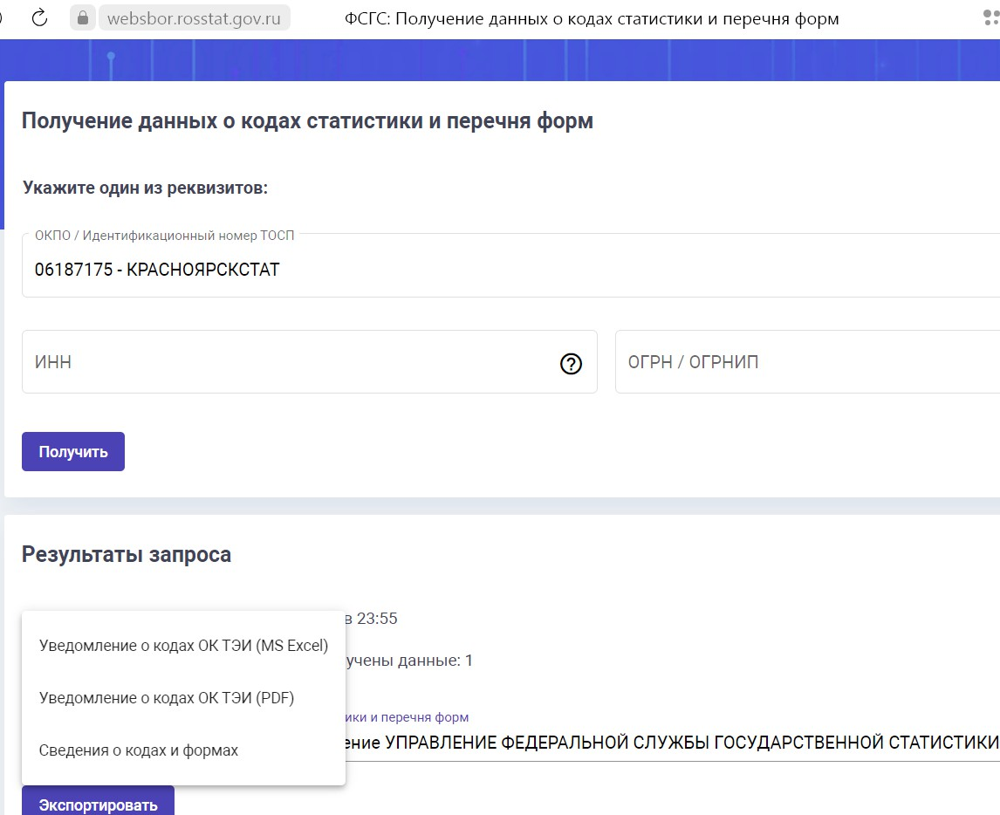 websbor.rosstat.gov.ru ФСГС: Получение данных о кодах статистики и перечня форм
Получение данных о кодах статистики и перечня форм
Укажите один из реквизитов:
ОКПО / Идентификационный номер ТОСП
06187175 - КРАСНОЯРСКСТАТ
ИНН ОГРН / ОГРНИП
Получить
Результаты запроса
в 23:55
Уведомление о кодах ОК ТЭИ (MS Excel)
учены данные: 1
Уведомление о кодах ОК ТЭИ (PDF)
ики и перечня форм
ение УПРАВЛЕНИЕ ФЕДЕРАЛЬНОЙ СЛУЖБЫ ГОСУДАРСТВЕННОЙ СТАТИСТИКИ
Сведения о кодах и формах
Экспортировать